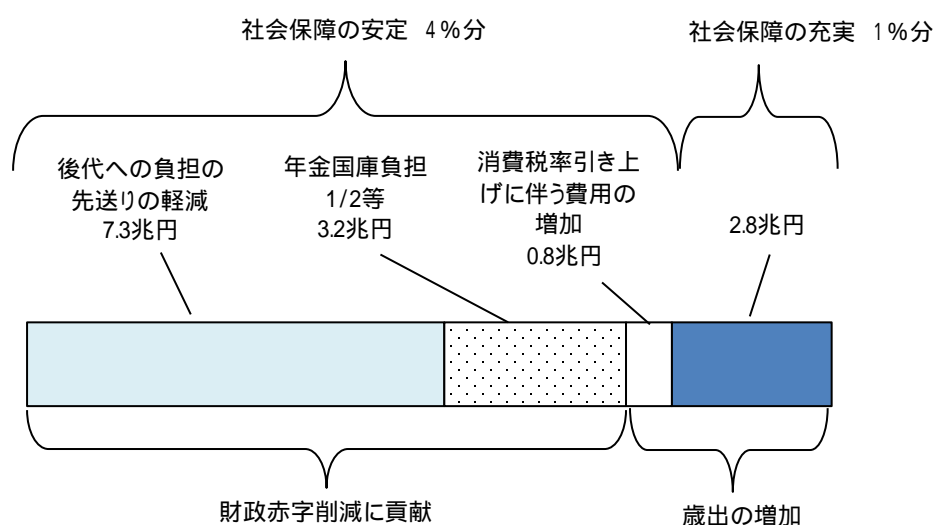 社会保障の安定 4%分
社会保障の充実 1%分
後代への負担の
先送りの軽減
7.3兆円
年金国庫負担
1/2等
3.2兆円
消費税率引き上
げに伴う費用の
増加
0.8兆円
2.8兆円
財政赤字削減に貢献
歳出の増加